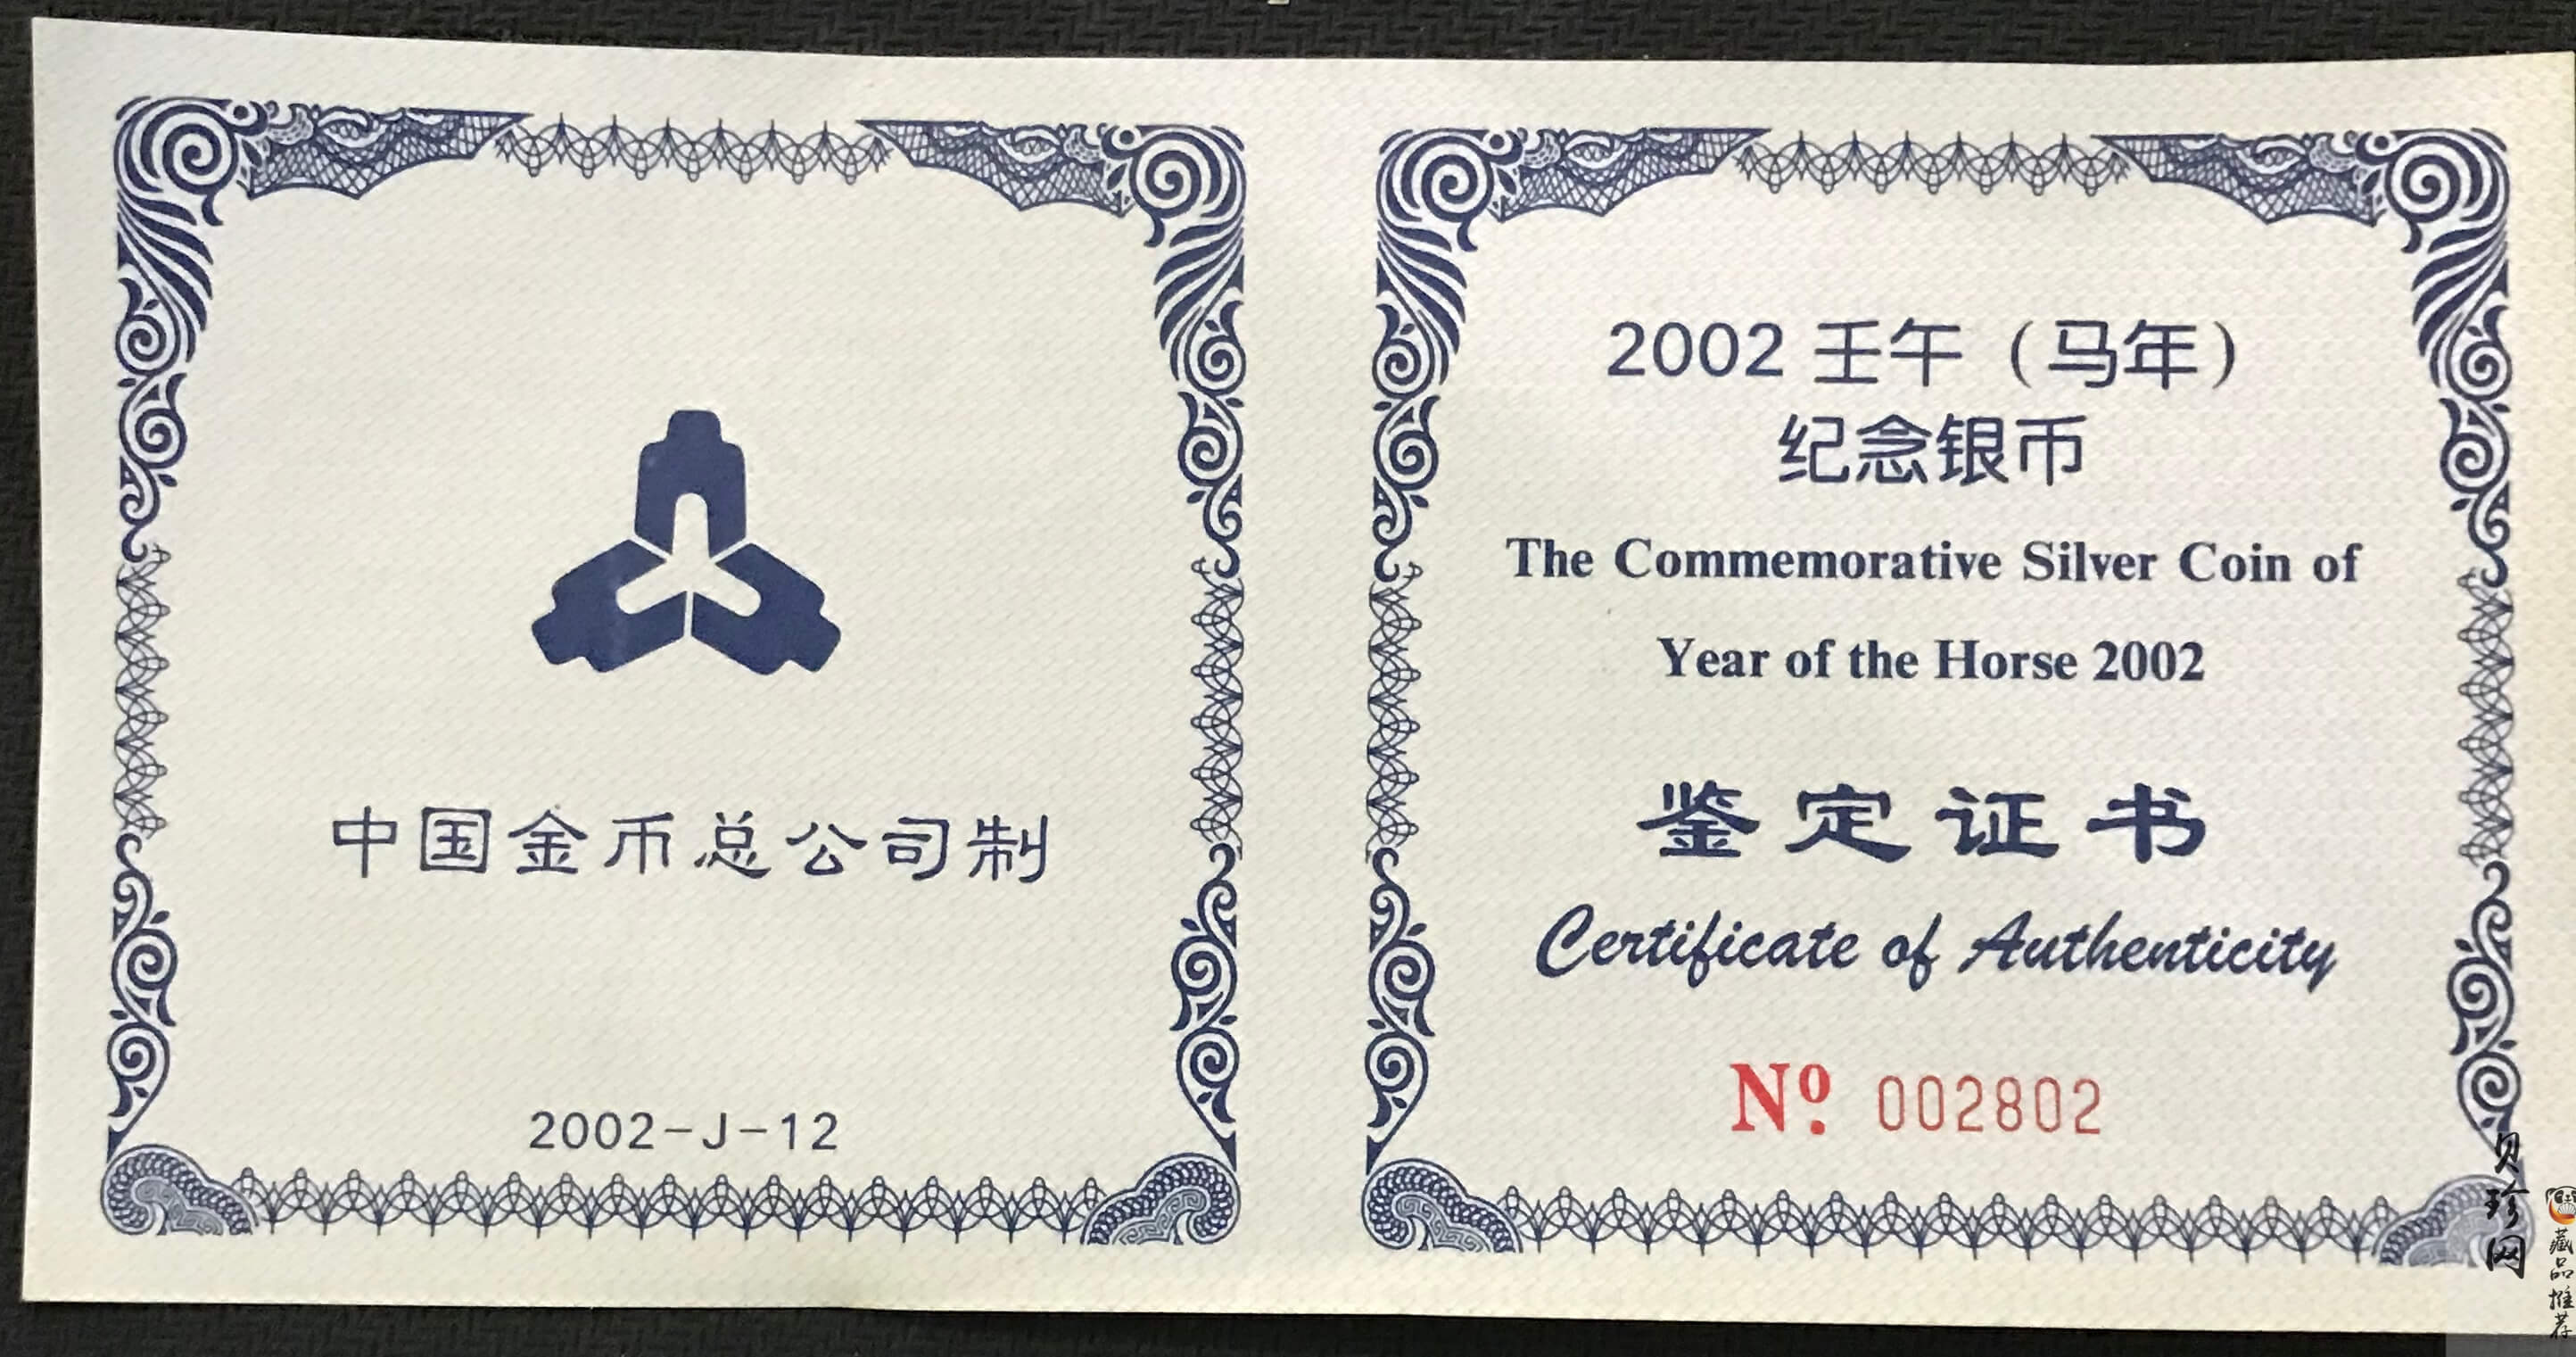 中国金币总公司制
2002-J-12
2002 壬午（马年）
纪念银币
The Commemorative Silver Coin of
Year of the Horse 2002
鉴定证书
Certificate of Authenticity
Nº. 002802
贝珍网
藏品推荐